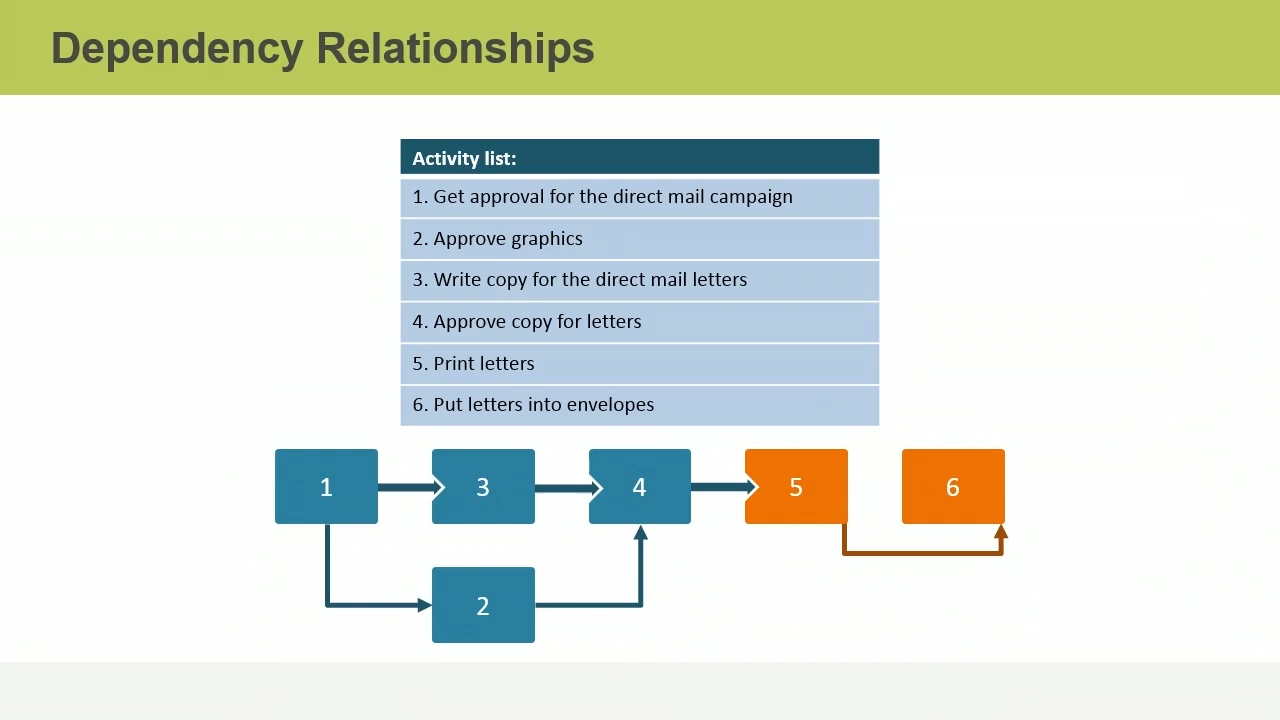 Dependency Relationships
Activity list:
1. Get approval for the direct mail campaign
2. Approve graphics
3. Write copy for the direct mail letters
4. Approve copy for letters
5. Print letters
6. Put letters into envelopes
1 3 4 5 6
2